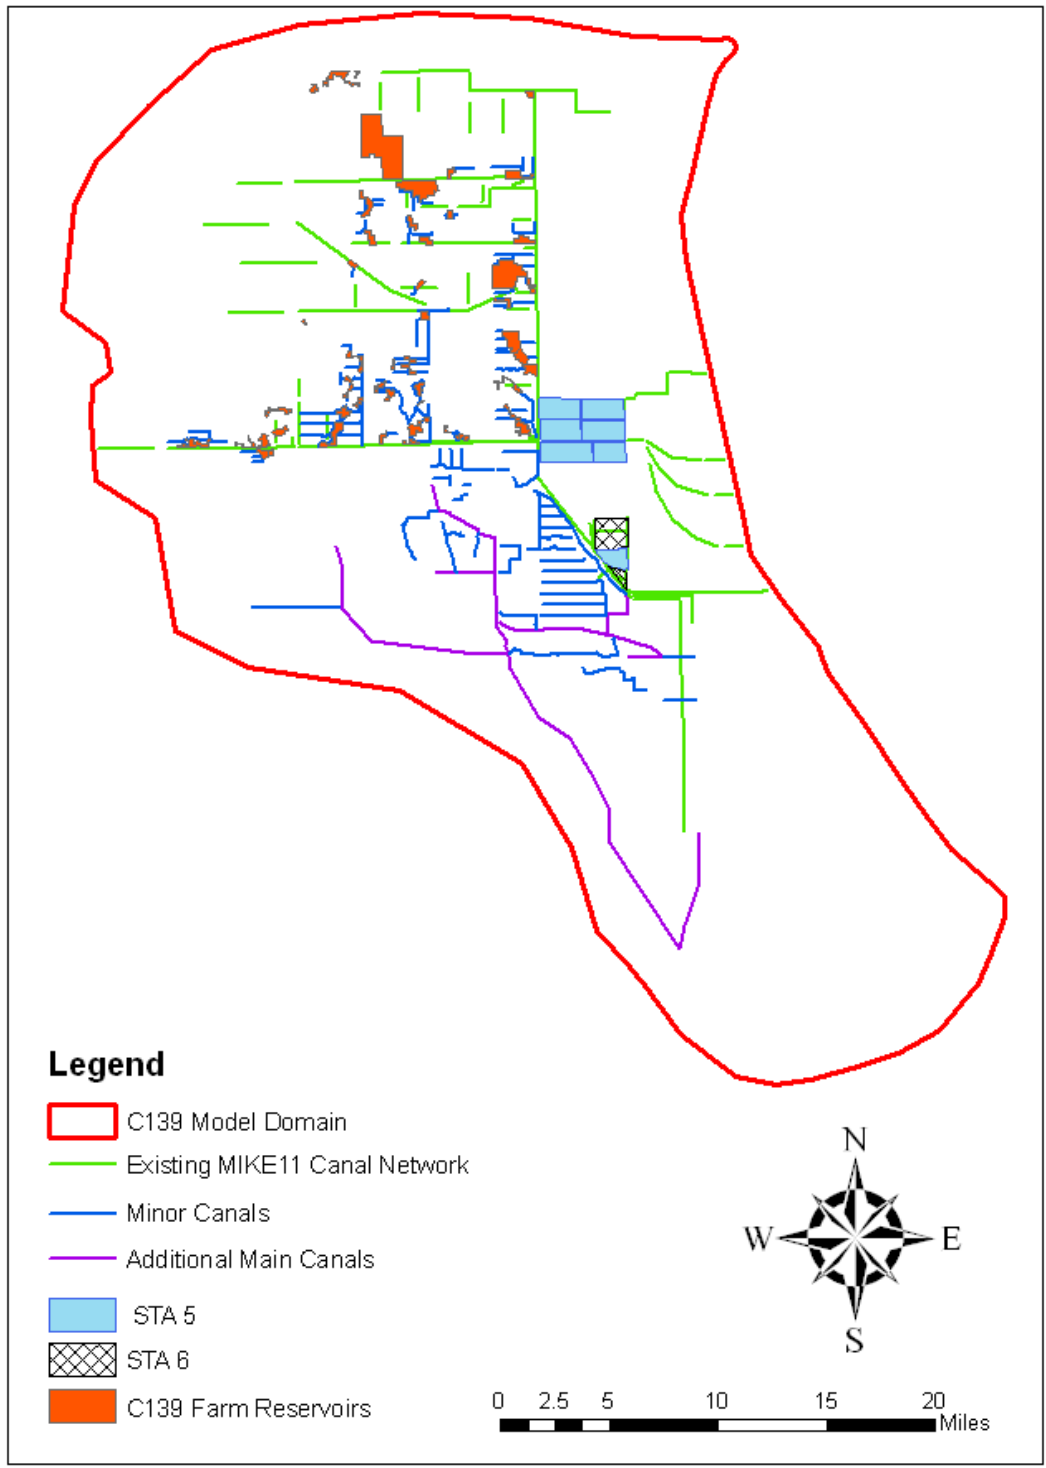 Legend
C139 Model Domain
Existing MIKE11 Canal Network
Minor Canals
Additional Main Canals
STA 5
STA 6
C139 Farm Reservoirs
N
W E
S
0 2.5 5 10 15 20
Miles